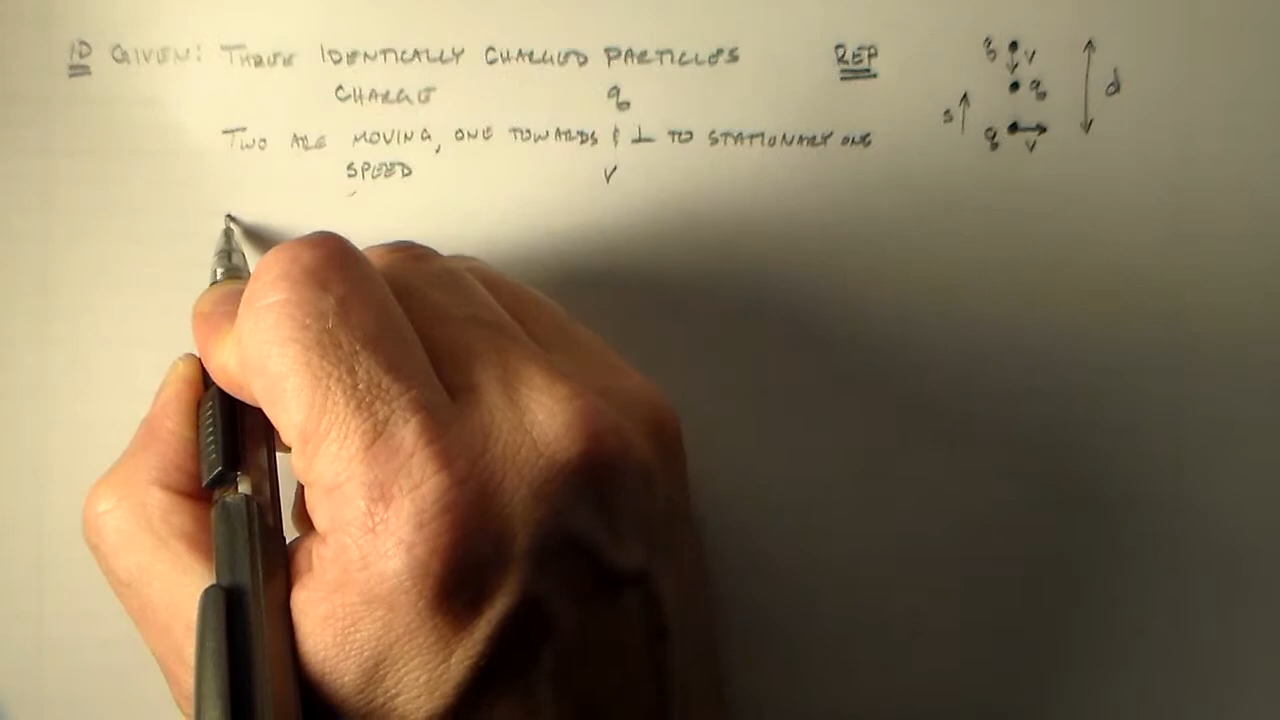 ID GIVEN: THREE IDENTICALLY CHARGED PARTICLES
CHARGE q
TWO ARE MOVING, ONE TOWARDS & ⊥ TO STATIONARY ONE
SPEED v
REP
q v
q
s d
q v